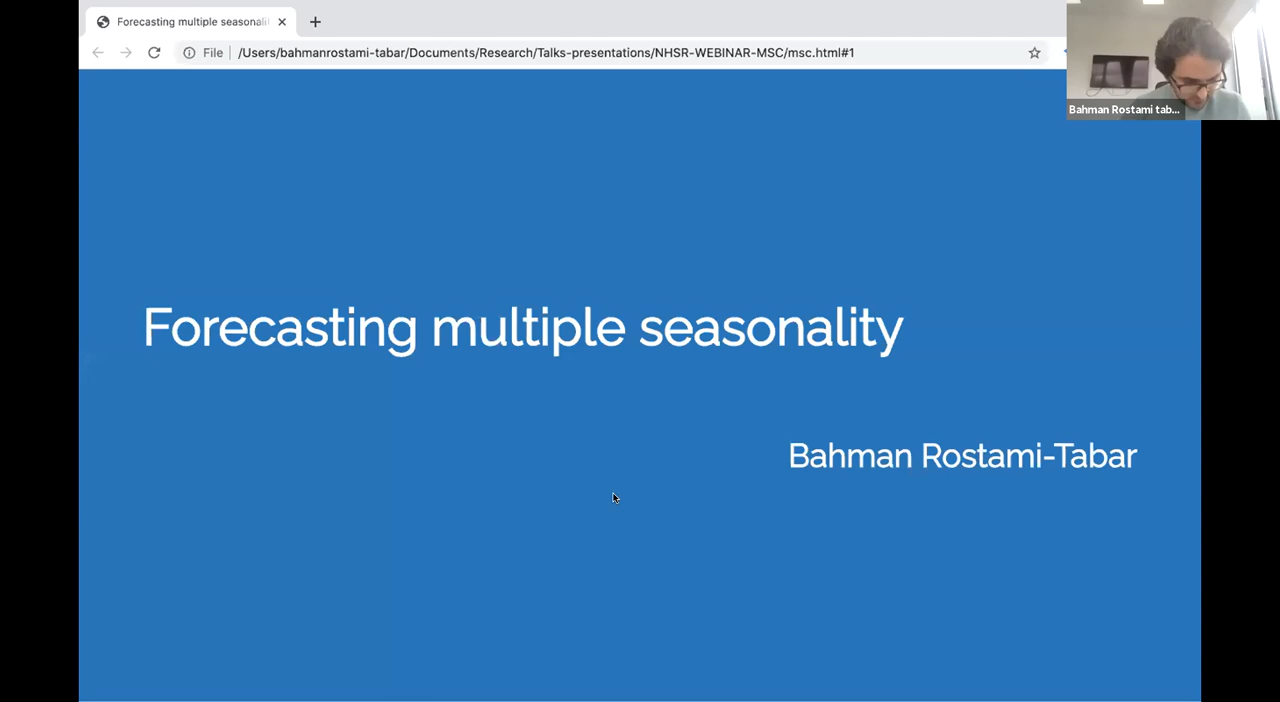 Forecasting multiple seasonali
File
/Users/bahmanrostami-tabar/Documents/Research/Talks-presentations/NHSR-WEBINAR-MSC/msc.html#1
Bahman Rostami tab...
Forecasting multiple seasonality
Bahman Rostami-Tabar